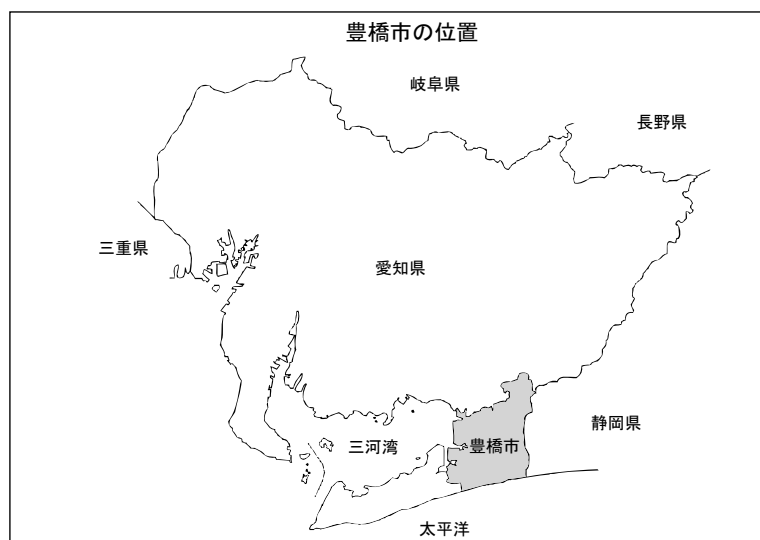 豊橋市の位置
岐阜県
長野県
三重県
愛知県
静岡県
三河湾
豊橋市
太平洋